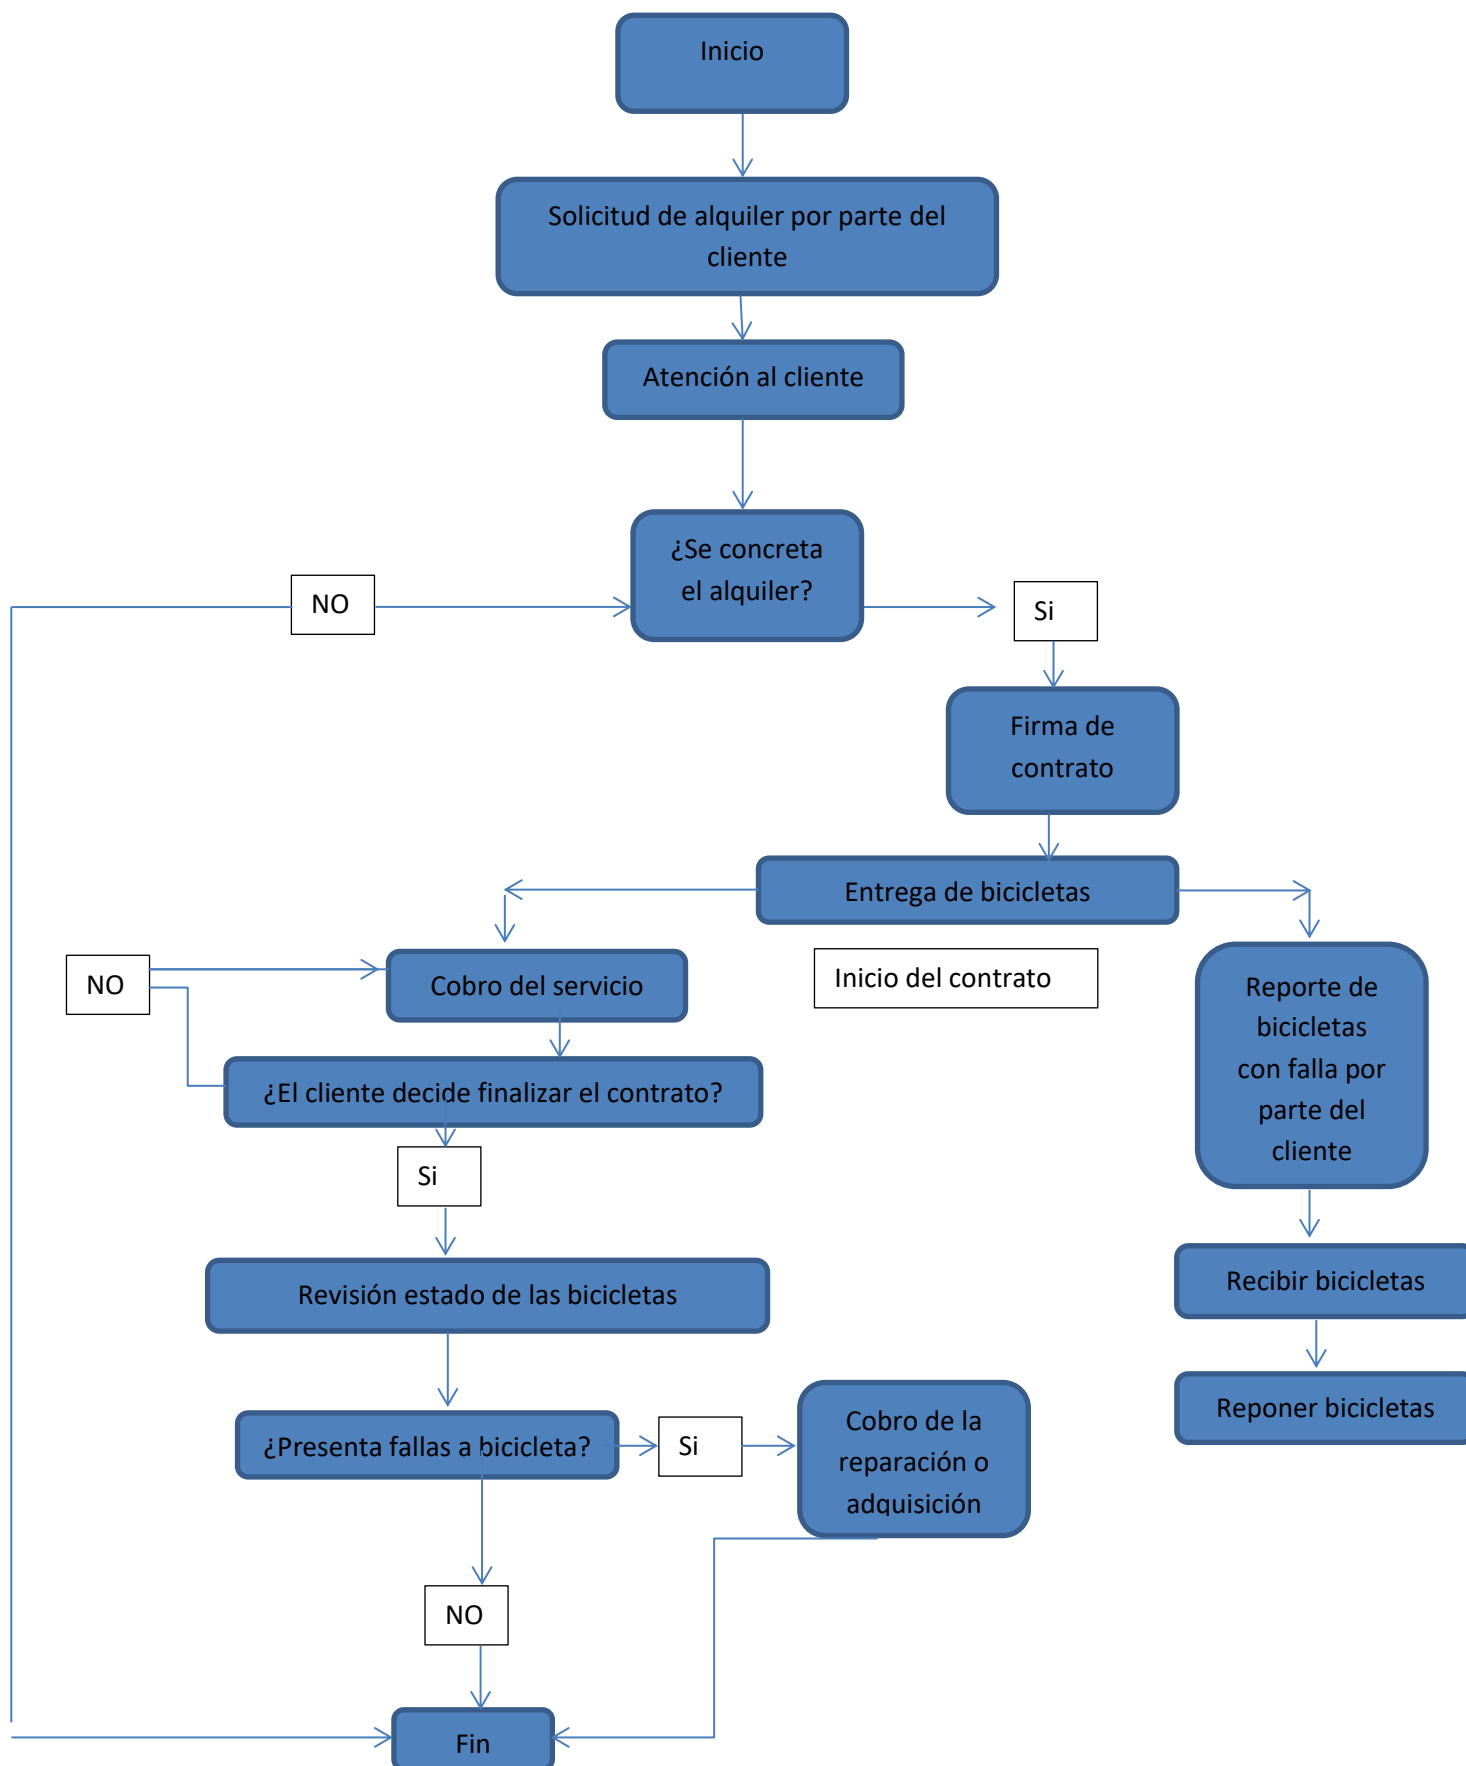 Inicio
Solicitud de alquiler por parte del
cliente
Atención al cliente
¿Se concreta
el alquiler?
NO
Si
Firma de
contrato
Entrega de bicicletas
Inicio del contrato
NO
Cobro del servicio
¿El cliente decide finalizar el contrato?
Si
Reporte de
bicicletas
con falla por
parte del
cliente
Revisión estado de las bicicletas
Recibir bicicletas
Reponer bicicletas
¿Presenta fallas a bicicleta?
Si
Cobro de la
reparación o
adquisición
NO
Fin